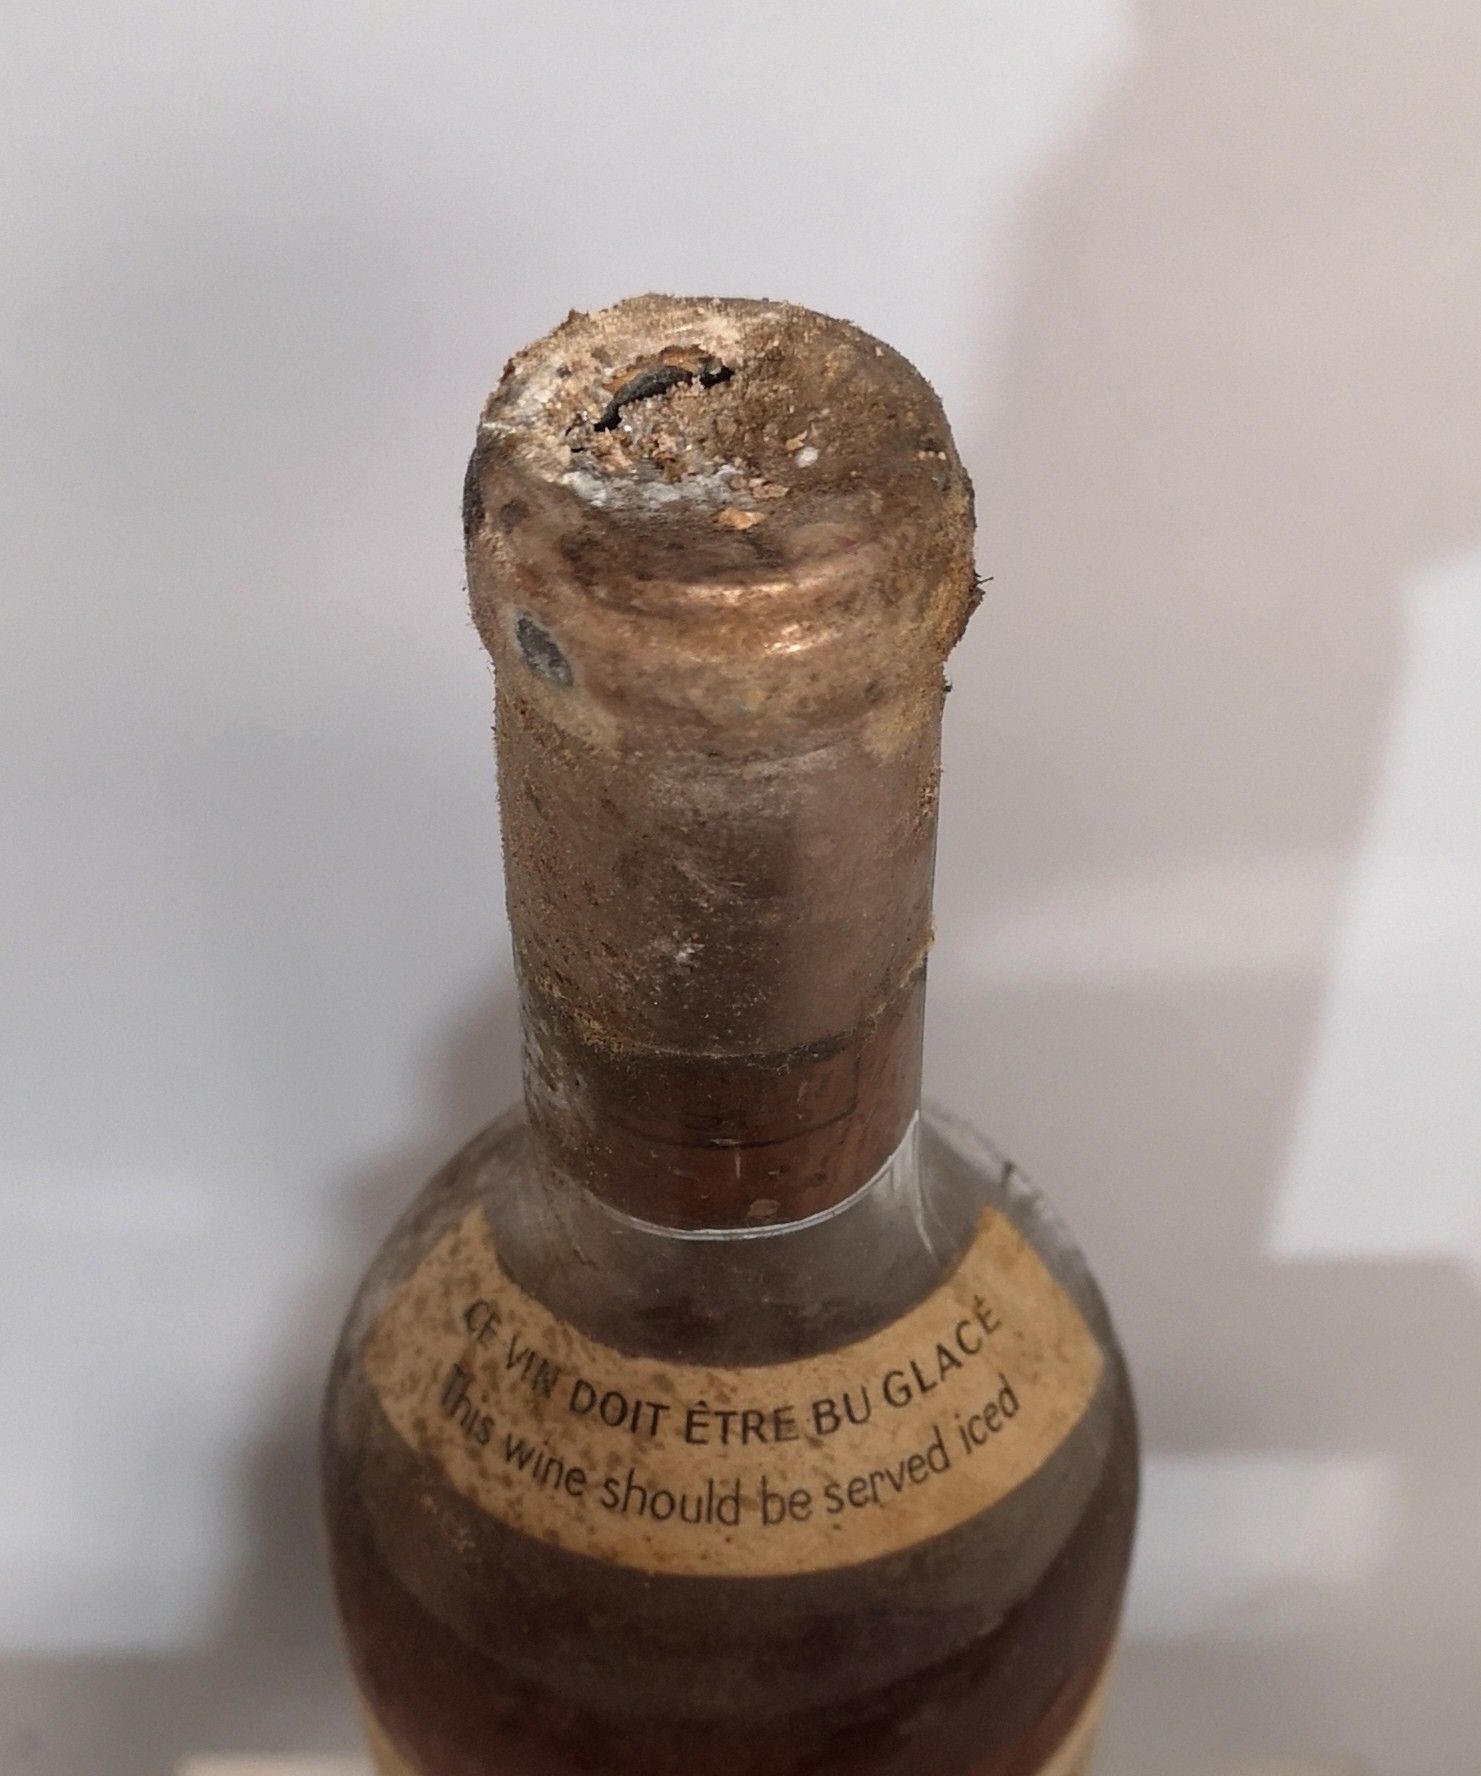 CE VIN DOIT ÊTRE BU GLACÉ
This wine should be served iced